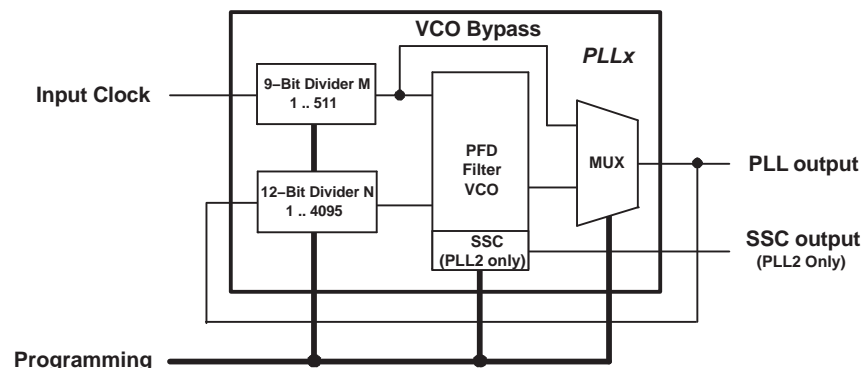 VCO Bypass
PLLx
Input Clock
9–Bit Divider M
1 .. 511
PFD
Filter
VCO
MUX
PLL output
12–Bit Divider N
1 .. 4095
SSC
(PLL2 only)
SSC output
(PLL2 Only)
Programming